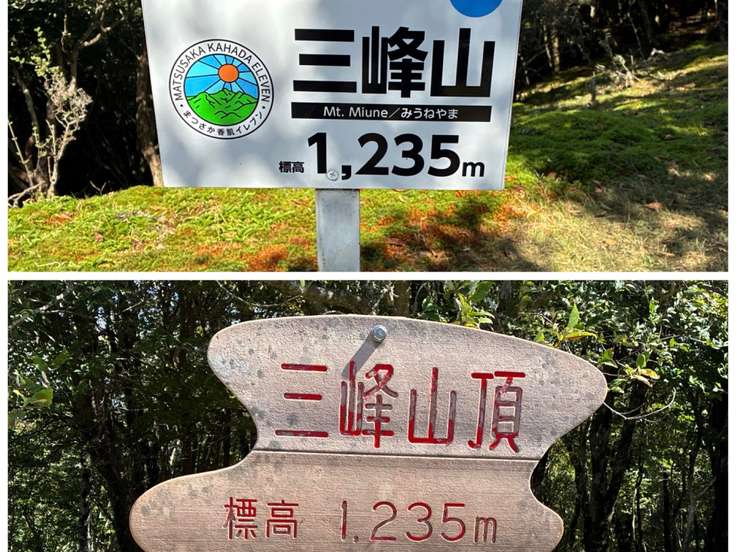 MATSUSAKA KAHADA ELEVEN
まつさか香肌イレブン
三峰山
Mt. Miune／みうねやま
標高 1,235m
三峰山頂
標高 1.235m